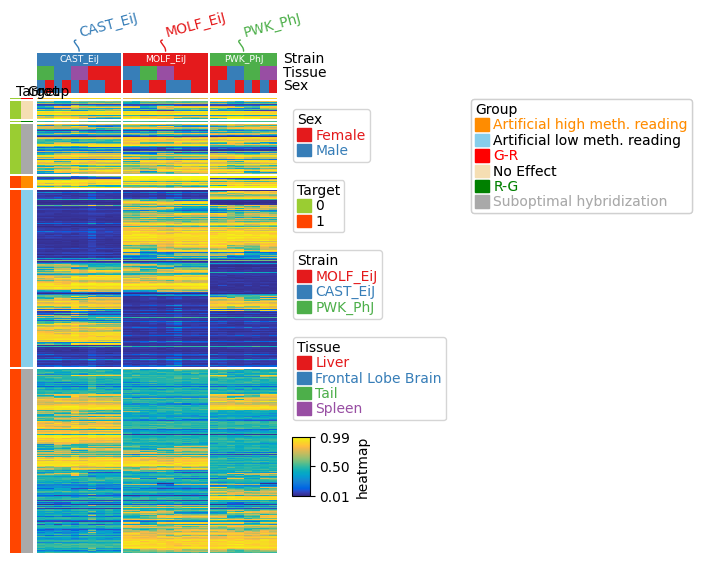 CAST_EiJ
MOLF_EiJ
PWK_PhJ
CAST_EiJ MOLF_EiJ PWK_PhJ Strain
Tissue
Sex
Target Group
Sex
Female
Male
Target
0
1
Strain
MOLF_EiJ
CAST_EiJ
PWK_PhJ
Tissue
Liver
Frontal Lobe Brain
Tail
Spleen
0.99
0.50
0.01
heatmap
Group
Artificial high meth. reading
Artificial low meth. reading
G-R
No Effect
R-G
Suboptimal hybridization